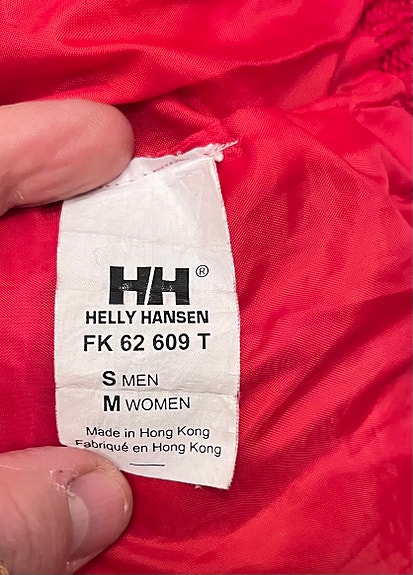 HH®
HELLY HANSEN
FK 62 609 T
S MEN
M WOMEN
Made in Hong Kong
Fabriqué en Hong Kong